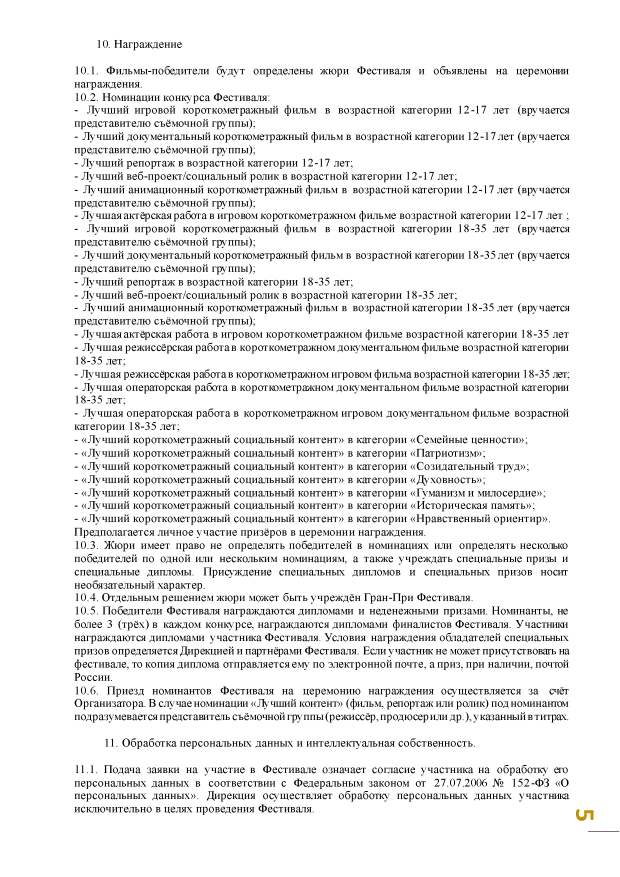 10. Награждение
10.1. Фильмы-победители будут определены жюри Фестиваля и объявлены на церемонии
награждения.
10.2. Номинации конкурса Фестиваля:
- Лучший игровой короткометражный фильм в возрастной категории 12-17 лет (вручается
представителю съёмочной группы);
- Лучший документальный короткометражный фильм в возрастной категории 12-17 лет (вручается
представителю съёмочной группы);
- Лучший репортаж в возрастной категории 12-17 лет;
- Лучший веб-проект/социальный ролик в возрастной категории 12-17 лет;
- Лучший анимационный короткометражный фильм в возрастной категории 12-17 лет (вручается
представителю съёмочной группы);
- Лучшая актёрская работа в игровом короткометражном фильме возрастной категории 12-17 лет ;
- Лучший игровой короткометражный фильм в возрастной категории 18-35 лет (вручается
представителю съёмочной группы);
- Лучший документальный короткометражный фильм в возрастной категории 18-35 лет (вручается
представителю съёмочной группы);
- Лучший репортаж в возрастной категории 18-35 лет;
- Лучший веб-проект/социальный ролик в возрастной категории 18-35 лет;
- Лучший анимационный короткометражный фильм в возрастной категории 18-35 лет (вручается
представителю съёмочной группы);
- Лучшая актёрская работа в игровом короткометражном фильме возрастной категории 18-35 лет
- Лучшая режиссёрская работа в короткометражном документальном фильме возрастной категории
18-35 лет;
- Лучшая режиссёрская работа в короткометражном игровом фильма возрастной категории 18-35 лет;
- Лучшая операторская работа в короткометражном документальном фильме возрастной категории
18-35 лет;
- Лучшая операторская работа в короткометражном игровом документальном фильме возрастной
категории 18-35 лет;
- «Лучший короткометражный социальный контент» в категории «Семейные ценности»;
- «Лучший короткометражный социальный контент» в категории «Патриотизм»;
- «Лучший короткометражный социальный контент» в категории «Созидательный труд»;
- «Лучший короткометражный социальный контент» в категории «Духовность»;
- «Лучший короткометражный социальный контент» в категории «Гуманизм и милосердие»;
- «Лучший короткометражный социальный контент» в категории «Историческая память»;
- «Лучший короткометражный социальный контент» в категории «Нравственный ориентир».
Предполагается личное участие призёров в церемонии награждения.
10.3. Жюри имеет право не определять победителей в номинациях или определять несколько
победителей по одной или нескольким номинациям, а также учреждать специальные призы и
специальные дипломы. Присуждение специальных дипломов и специальных призов носит
необязательный характер.
10.4. Отдельным решением жюри может быть учреждён Гран-При Фестиваля.
10.5. Победители Фестиваля награждаются дипломами и неденежными призами. Номинанты, не
более 3 (трёх) в каждом конкурсе, награждаются дипломами финалистов Фестиваля. Участники
награждаются дипломами участника Фестиваля. Условия награждения обладателей специальных
призов определяется Дирекцией и партнёрами Фестиваля. Если участник не может присутствовать на
фестивале, то копия диплома отправляется ему по электронной почте, а приз, при наличии, почтой
России.
10.6. Приезд номинантов Фестиваля на церемонию награждения осуществляется за счёт
Организатора. В случае номинации «Лучший контент» (фильм, репортаж или ролик) под номинантом
подразумевается представитель съёмочной группы (режиссёр, продюсер или др.), указанный в титрах.
11. Обработка персональных данных и интеллектуальная собственность.
11.1. Подача заявки на участие в Фестивале означает согласие участника на обработку его
персональных данных в соответствии с Федеральным законом от 27.07.2006 № 152-ФЗ «О
персональных данных». Дирекция осуществляет обработку персональных данных участника
исключительно в целях проведения Фестиваля.
5